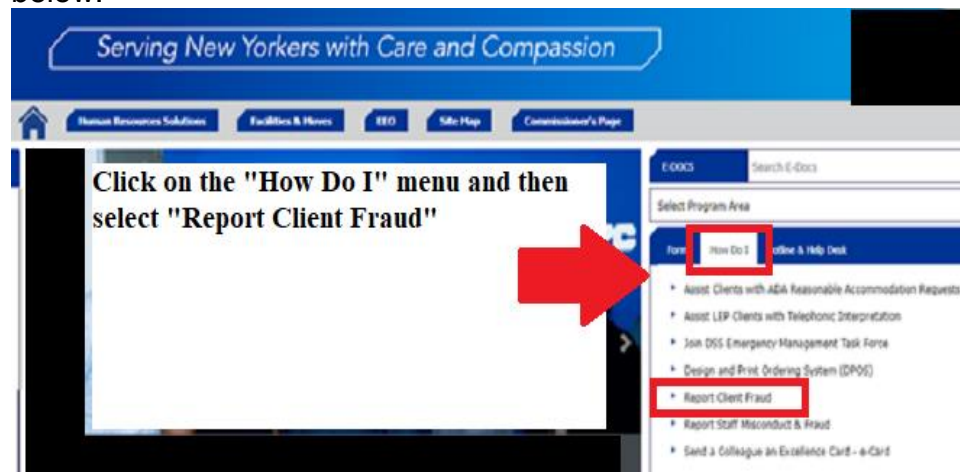 below.
Serving New Yorkers with Care and Compassion
Human Resources Solutions Facilities & Moves EEO Site Map Commissioner's Page
E-DOCS Search E-Docs
Select Program Area
Click on the "How Do I" menu and then
select "Report Client Fraud"
How Do I & Help Desk
Assist Clients with ADA Reasonable Accommodation Requests
Assist LEP Clients with Telephonic Interpretation
Join DSS Emergency Management Task Force
Design and Print Ordering System (DPOS)
Report Client Fraud
Report Staff Misconduct & Fraud
Send a Colleague an Excellence Card - e-Card